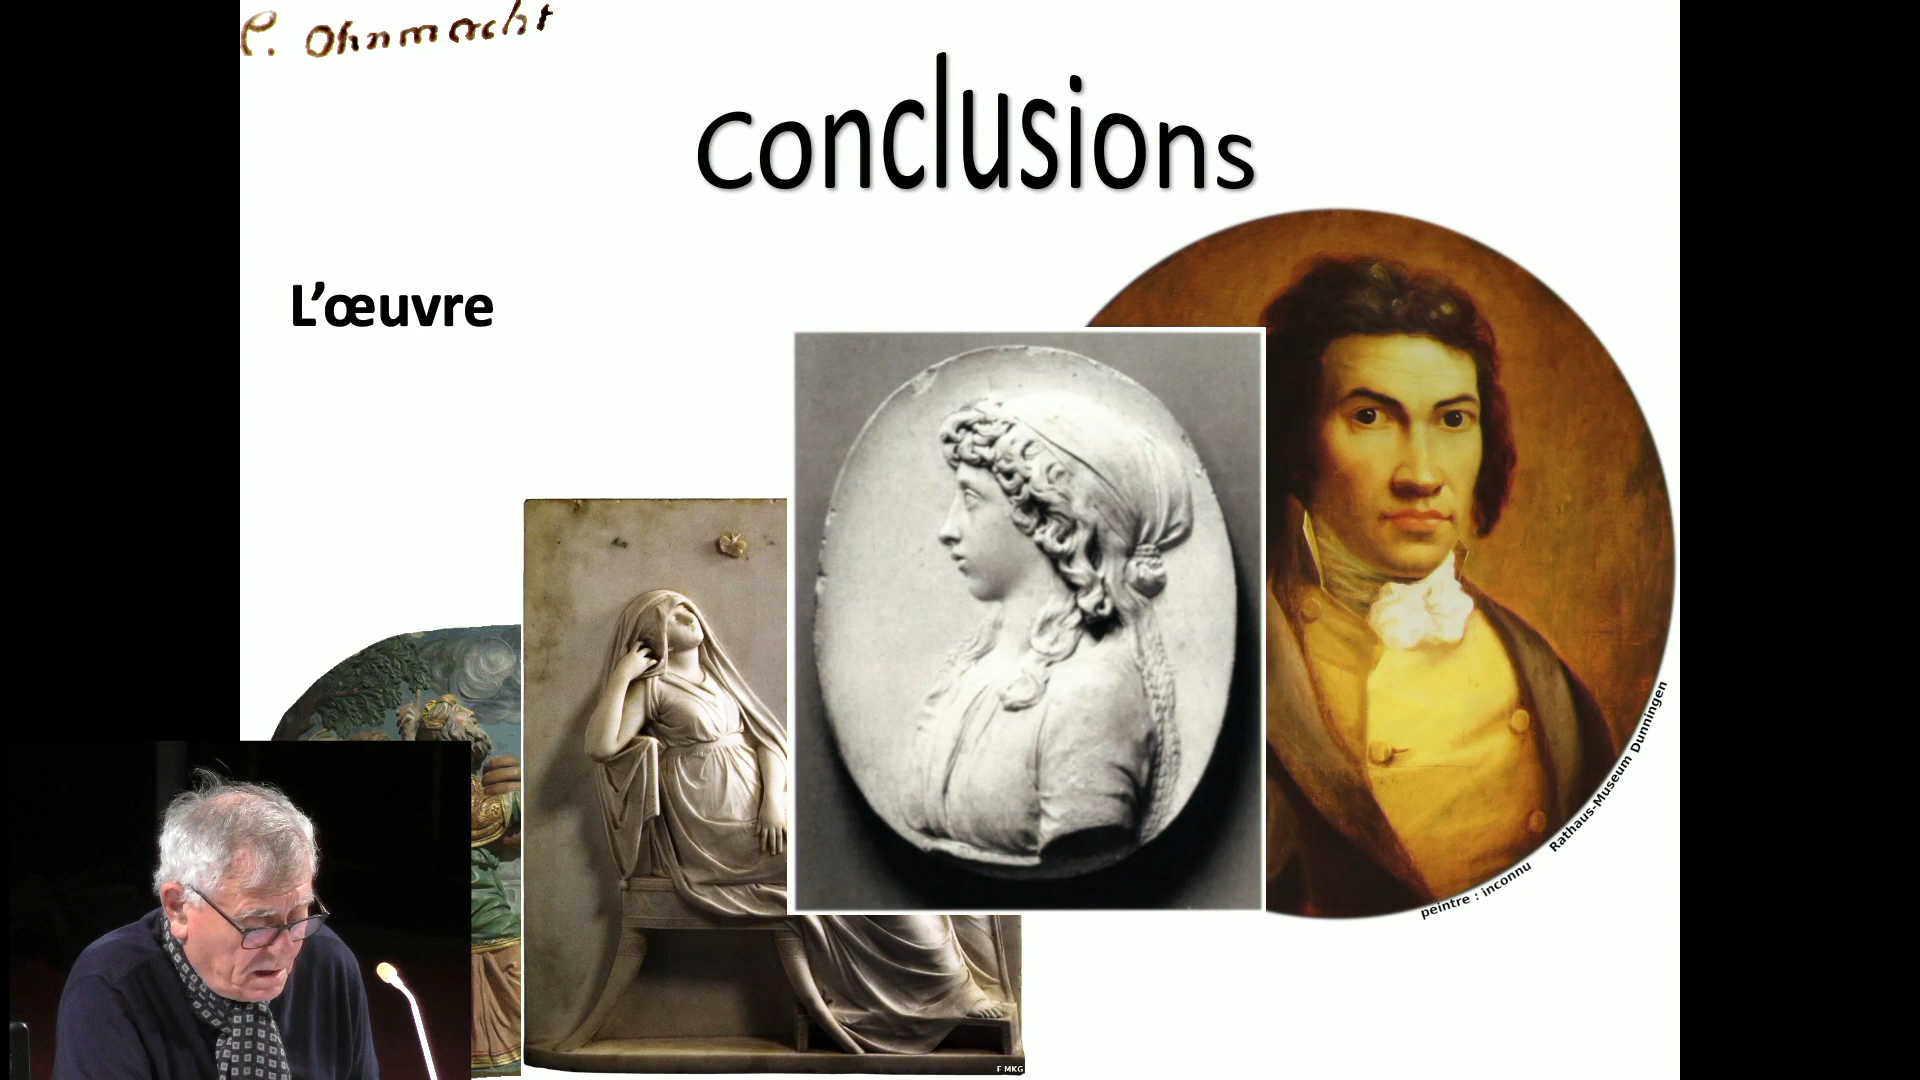 C. Ohnmacht
Conclusions
L'œuvre
peintre : inconnu Rathaus-Museum Dunningen
F MKG